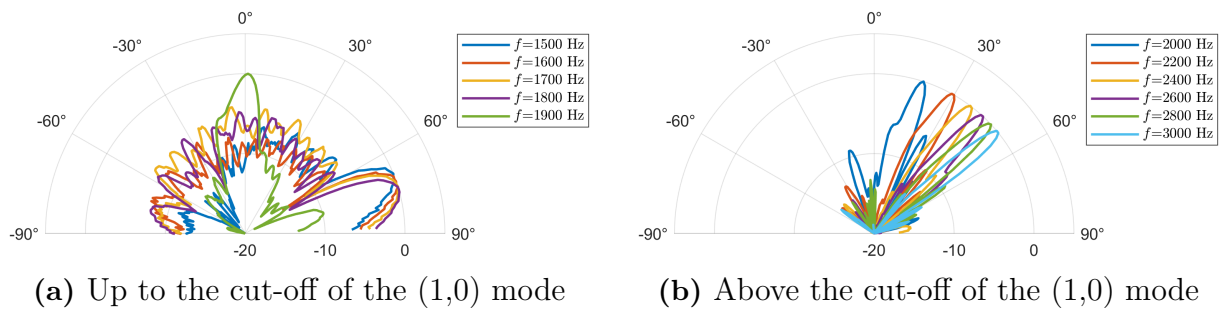 0°
-30°
30°
-60°
60°
-90°
90°
-20
-10
0
f=1500 Hz
f=1600 Hz
f=1700 Hz
f=1800 Hz
f=1900 Hz
(a) Up to the cut-off of the (1,0) mode
0°
-30°
30°
-60°
60°
-90°
90°
-20
-10
0
f=2000 Hz
f=2200 Hz
f=2400 Hz
f=2600 Hz
f=2800 Hz
f=3000 Hz
(b) Above the cut-off of the (1,0) mode